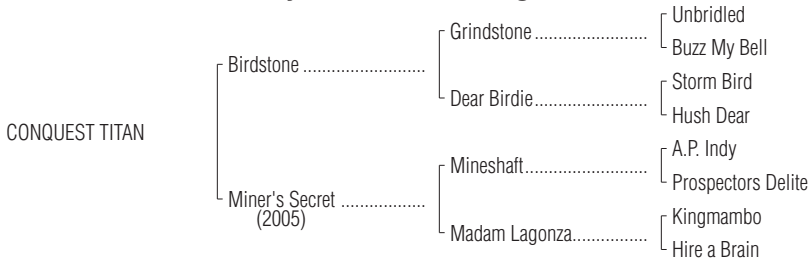 Unbridled
Grindstone ..............................
Buzz My Bell
Birdstone .........................
Storm Bird
Dear Birdie.......................
Hush Dear
CONQUEST TITAN
A.P. Indy
Mineshaft.........................
Prospectors Delite
Miner's Secret .................
(2005)
Kingmambo
Madam Lagonza...............
Hire a Brain